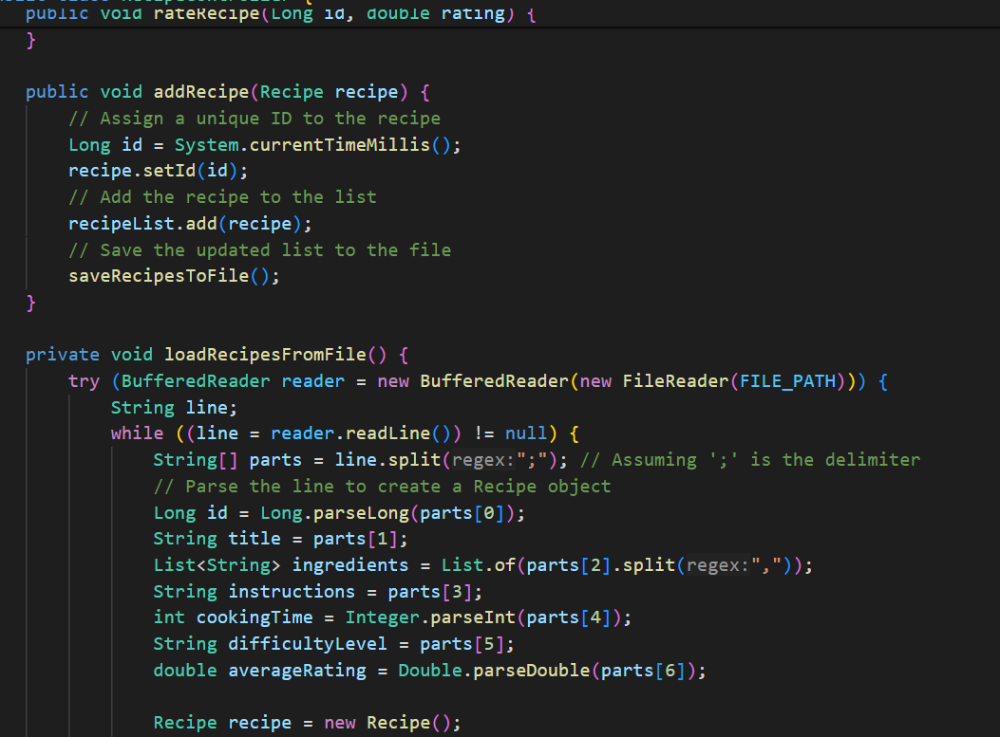 public void rateRecipe(Long id, double rating) {
}
public void addRecipe(Recipe recipe) {
// Assign a unique ID to the recipe
Long id = System.currentTimeMillis();
recipe.setId(id);
// Add the recipe to the list
recipeList.add(recipe);
// Save the updated list to the file
saveRecipesToFile();
}
private void loadRecipesFromFile() {
try (BufferedReader reader = new BufferedReader(new FileReader(FILE_PATH))) {
String line;
while ((line = reader.readLine()) != null) {
String[] parts = line.split(regex:";"); // Assuming ';' is the delimiter
// Parse the line to create a Recipe object
Long id = Long.parseLong(parts[0]);
String title = parts[1];
List<String> ingredients = List.of(parts[2].split(regex:","));
String instructions = parts[3];
int cookingTime = Integer.parseInt(parts[4]);
String difficultyLevel = parts[5];
double averageRating = Double.parseDouble(parts[6]);
Recipe recipe = new Recipe();